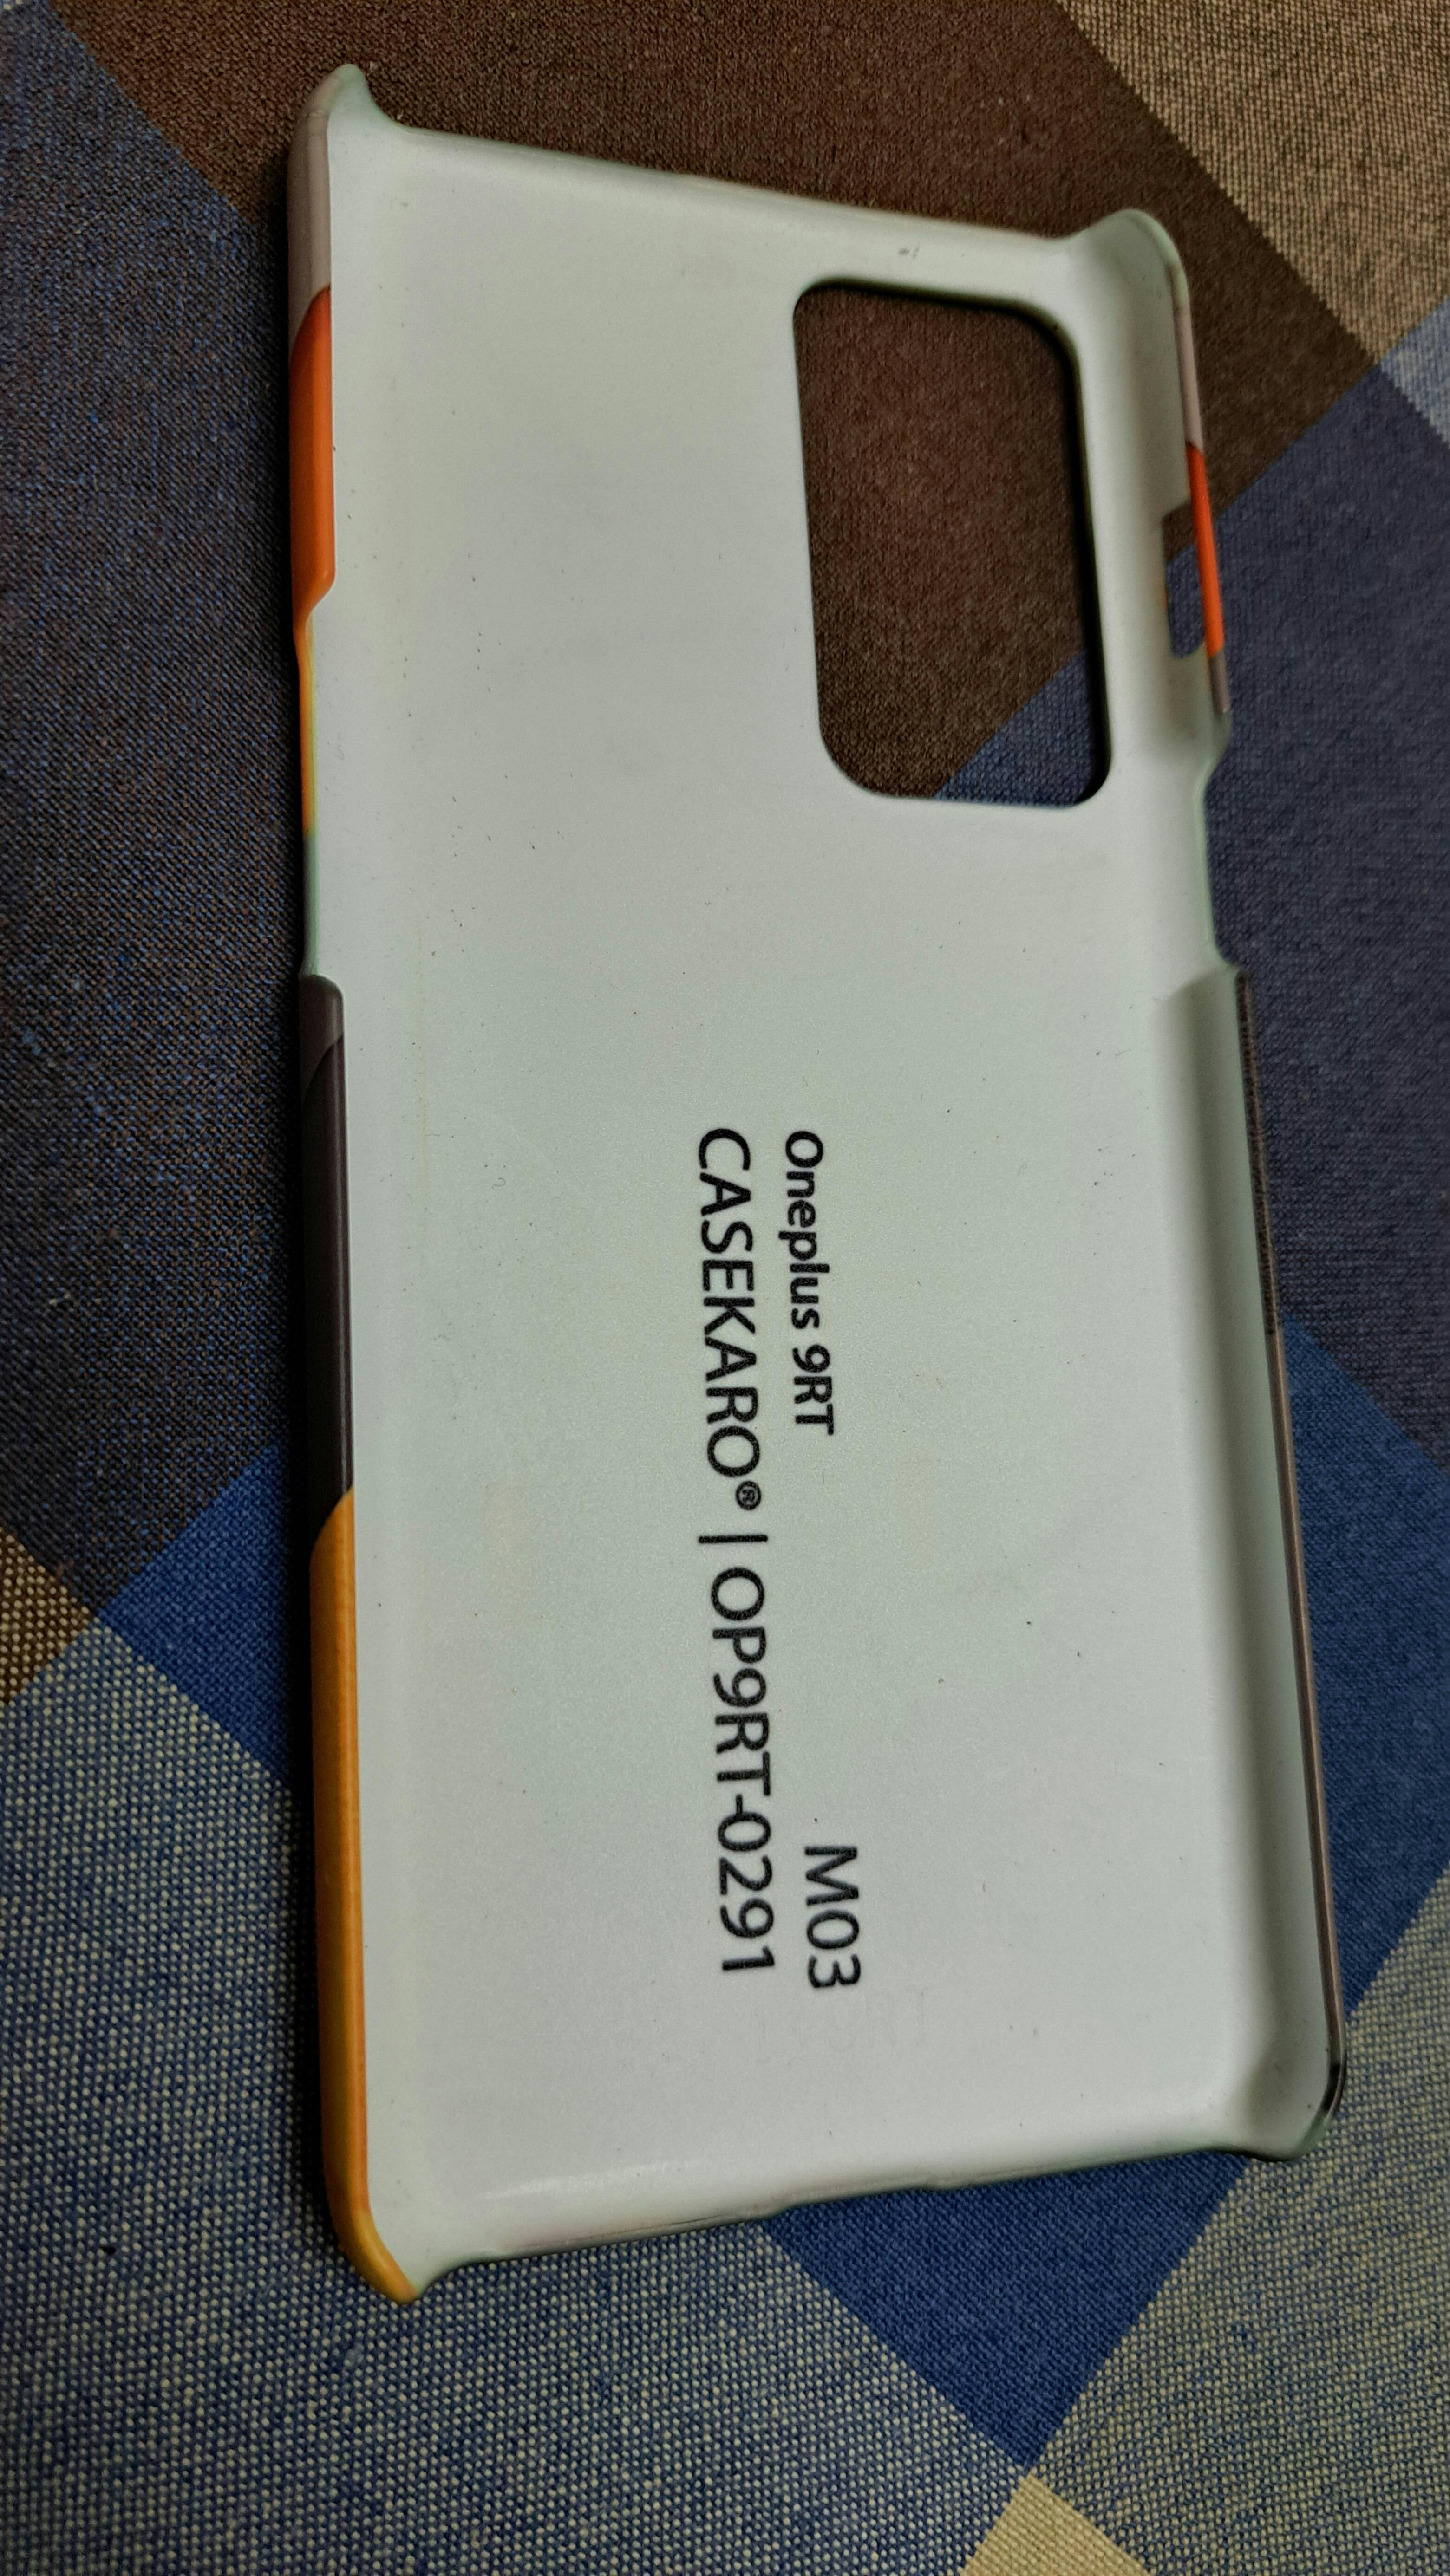 Oneplus 9RT
M03
CASEKARO® | OP9RT-0291